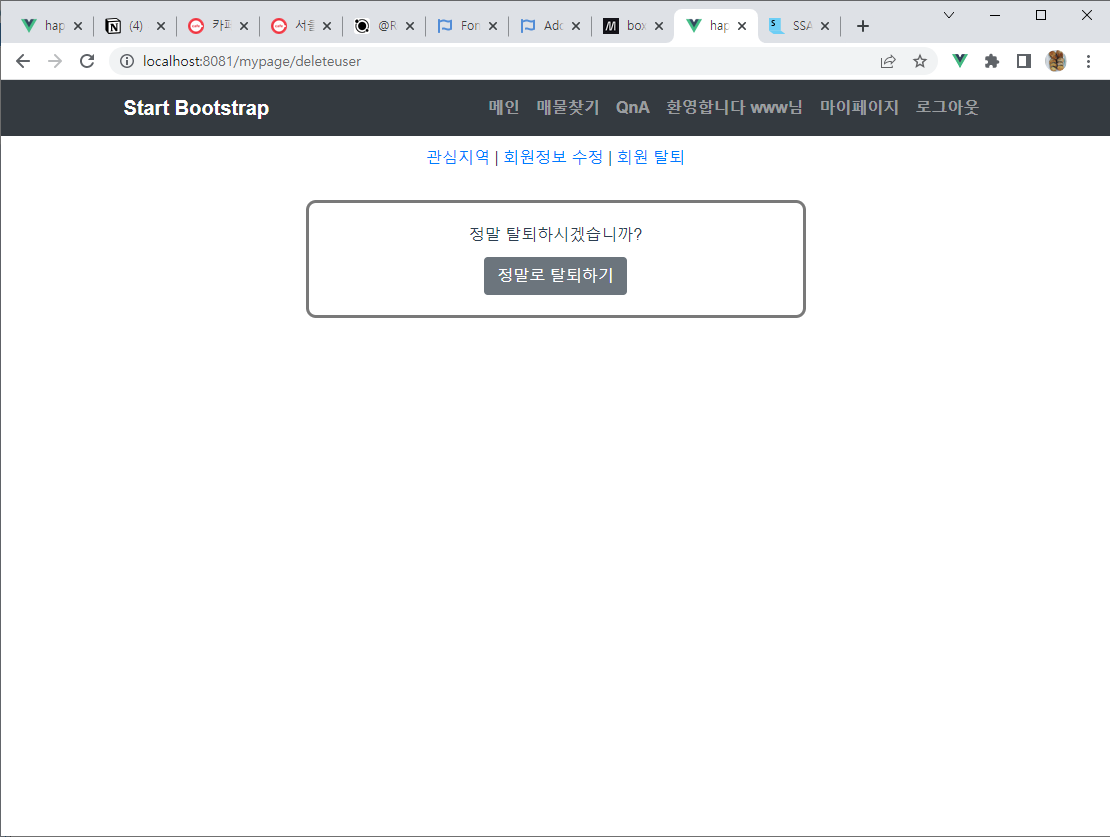 hap
(4)
카페
서울
@R
Fon
Add
box
hap
SSA
localhost:8081/mypage/deleteuser
Start Bootstrap 메인 매물찾기 QnA 환영합니다 www님 마이페이지 로그아웃
관심지역 | 회원정보 수정 | 회원 탈퇴
정말 탈퇴하시겠습니까?
정말로 탈퇴하기